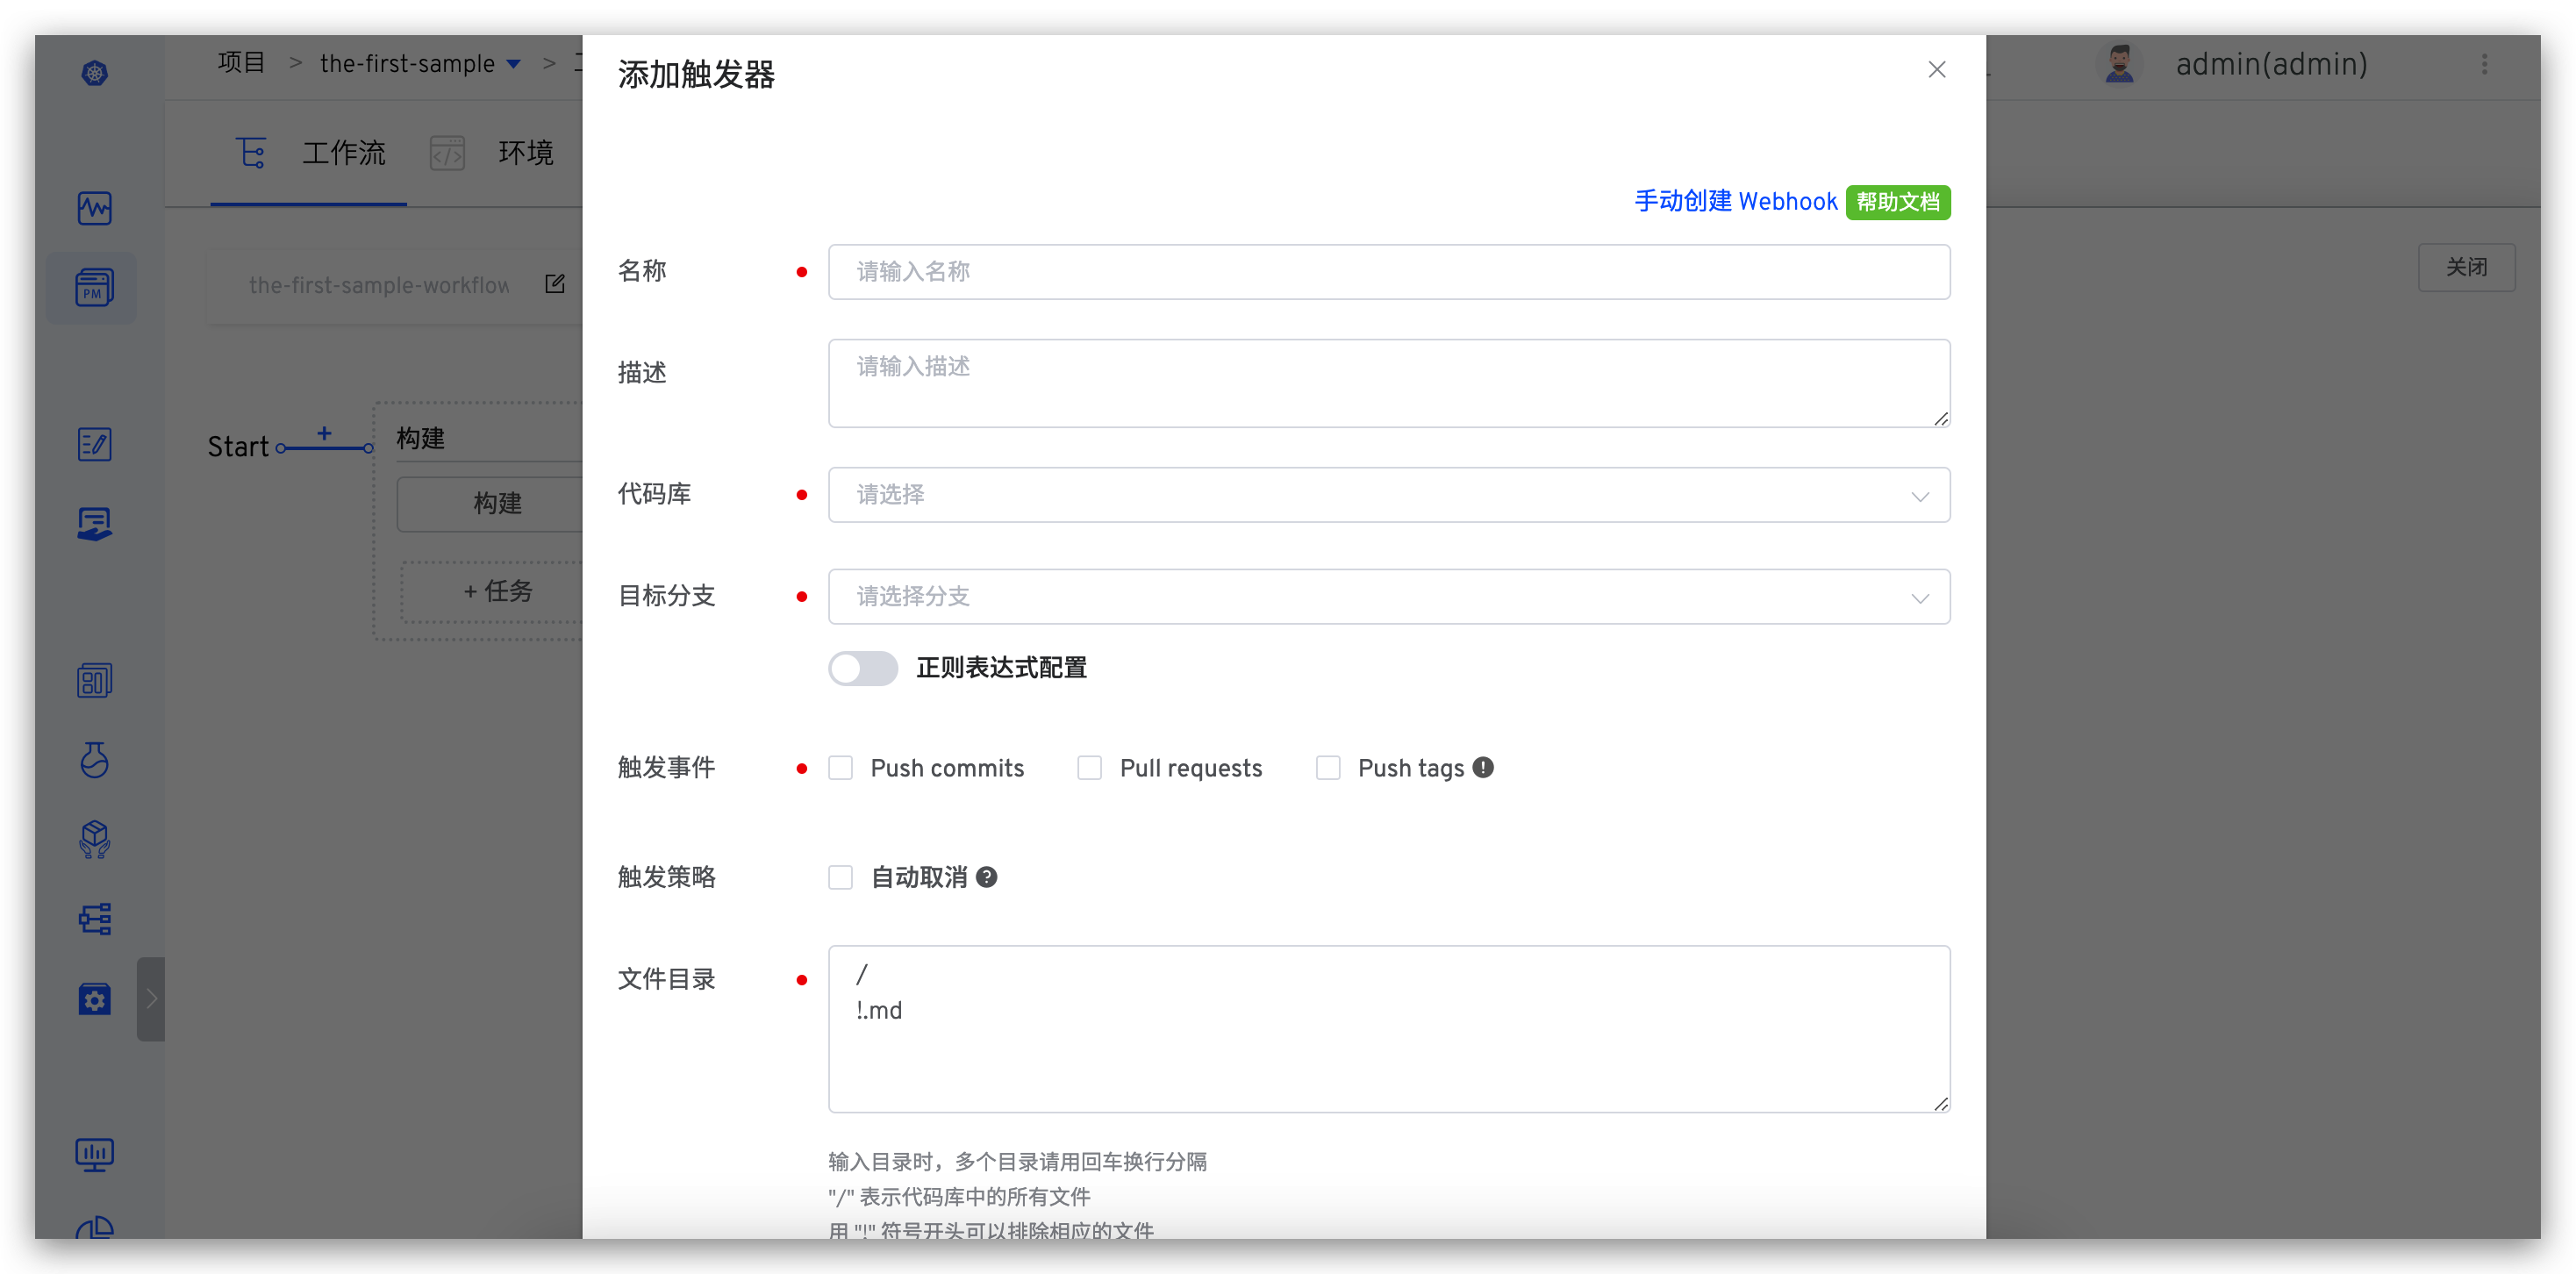 项目 > the-first-sample >
admin(admin)
工作流 环境
关闭
the-first-sample-workflow
Start
+
构建
构建
+ 任务
PM
添加触发器
手动创建 Webhook 帮助文档
名称
请输入名称
描述
请输入描述
代码库
请选择
目标分支
请选择分支
正则表达式配置
触发事件
Push commits Pull requests Push tags
触发策略
自动取消
文件目录
/
!.md
输入目录时，多个目录请用回车换行分隔
"/" 表示代码库中的所有文件
用 "!" 符号开头可以排除相应的文件